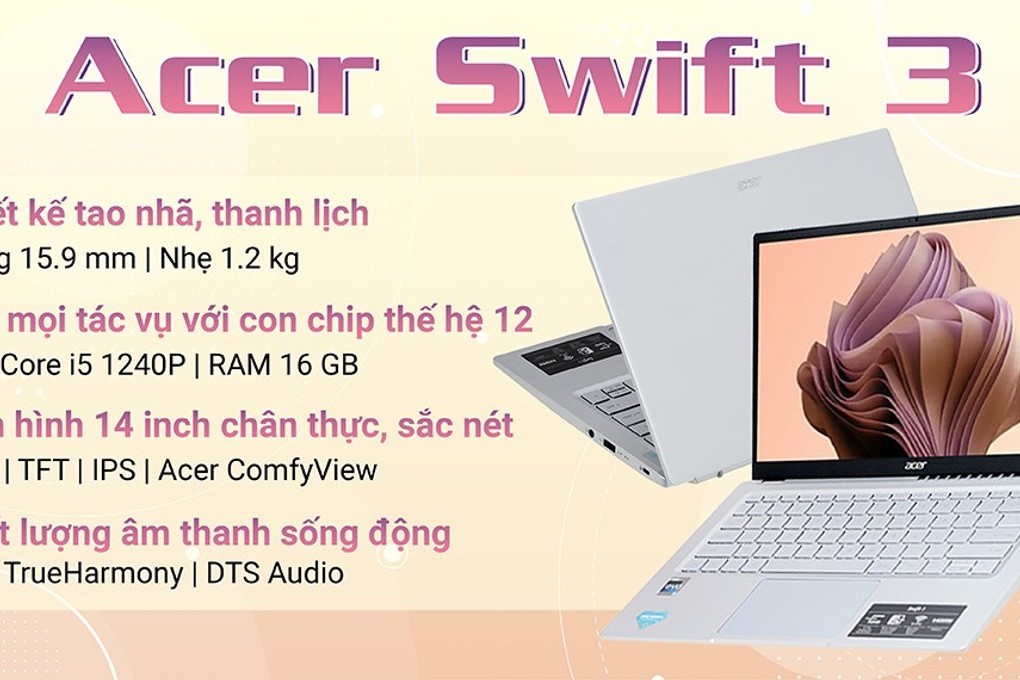 Acer Swift 3
ết kế tao nhã, thanh lịch
g 15.9 mm | Nhẹ 1.2 kg
mọi tác vụ với con chip thế hệ 12
Core i5 1240P | RAM 16 GB
hình 14 inch chân thực, sắc nét
| TFT | IPS | Acer ComfyView
t lượng âm thanh sống động
TrueHarmony | DTS Audio
acer
acer